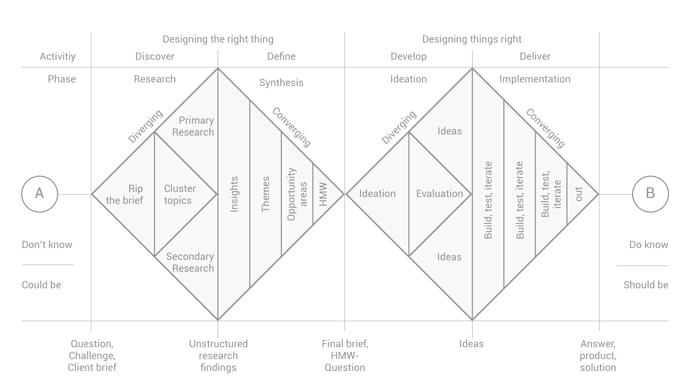 Designing the right thing
Designing things right
Activitiy
Discover
Define
Develop
Deliver
Phase
Research
Synthesis
Ideation
Implementation
Diverging
Converging
Diverging
Converging
Primary
Research
Rip
the brief
Cluster
topics
Secondary
Research
Insights
Themes
Opportunity
areas
HMW
Ideas
Ideation
Evaluation
Ideas
Build, test, iterate
Build, test, iterate
Build, test,
iterate
out
A
B
Don't know
Could be
Do know
Should be
Question,
Challenge,
Client brief
Unstructured
research
findings
Final brief,
HMW-
Question
Ideas
Answer,
product,
solution